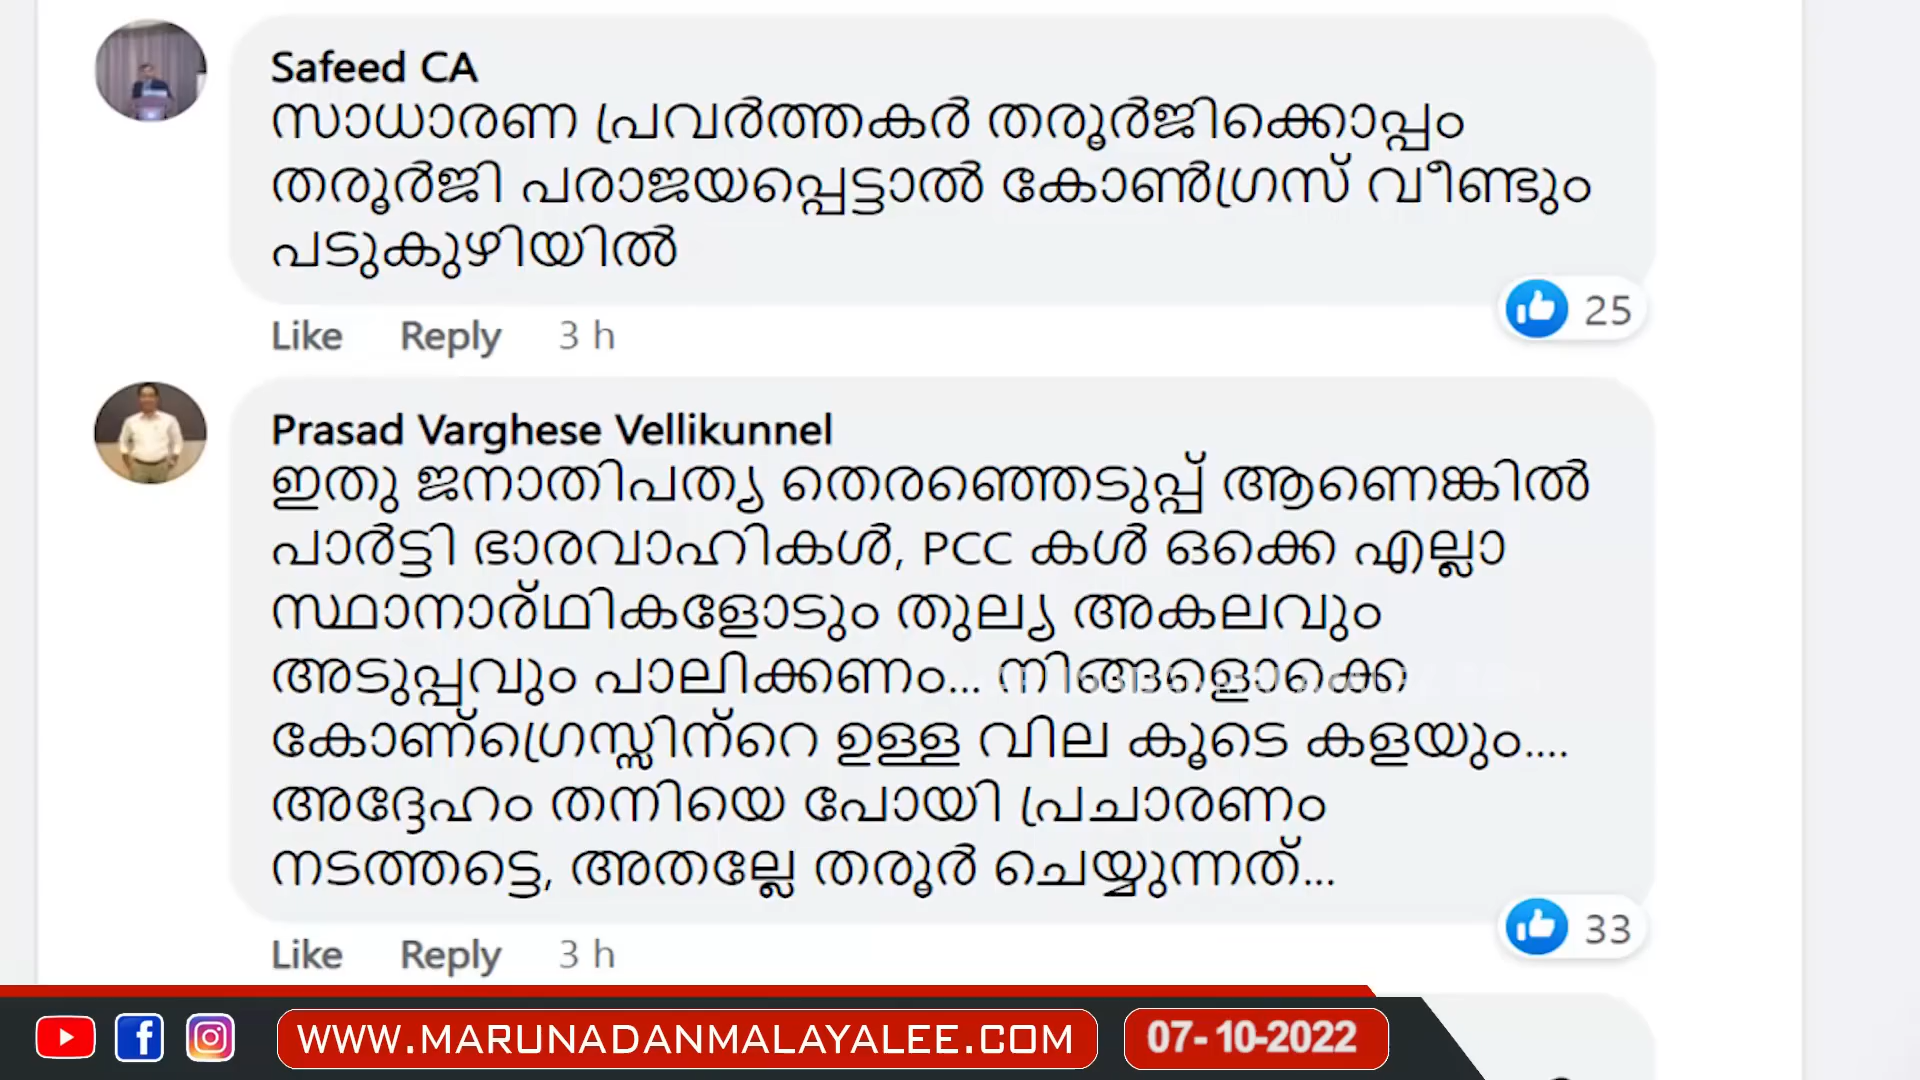 Safeed CA
സാധാരണ പ്രവർത്തകർ തരൂർജിക്കൊപ്പം
തരൂർജി പരാജയപ്പെട്ടാൽ കോൺഗ്രസ് വീണ്ടും
പടുകുഴിയിൽ
25
Like Reply 3 h
Prasad Varghese Vellikunnel
ഇതു ജനാതിപത്യ തെരഞ്ഞെടുപ്പ് ആണെങ്കിൽ
പാർട്ടി ഭാരവാഹികൾ, PCC കൾ ഒക്കെ എല്ലാ
സ്ഥാനാര്ഥികളോടും തുല്യ അകലവും
അടുപ്പവും പാലിക്കണം... നിങ്ങളൊക്കെ
കോണ്ഗ്രെസ്സിന്റെ ഉള്ള വില കൂടെ കളയും....
അദ്ദേഹം തനിയെ പോയി പ്രചാരണം
നടത്തട്ടെ, അതല്ലേ തരൂർ ചെയ്യുന്നത്...
33
Like Reply 3 h
WWW.MARUNADANMALAYALEE.COM 07-10-2022